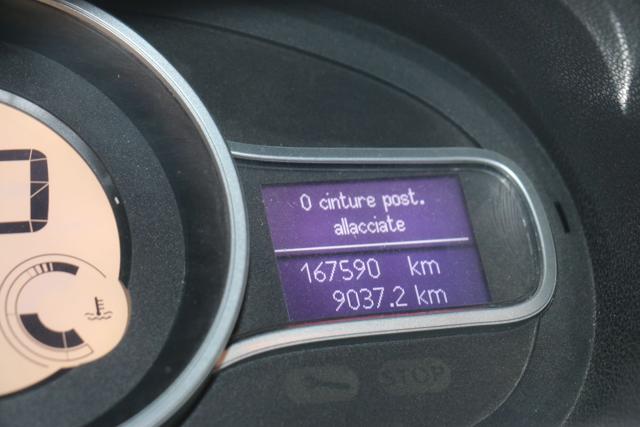 0 cinture post.
allacciate
167590 km
9037.2 km
STOP